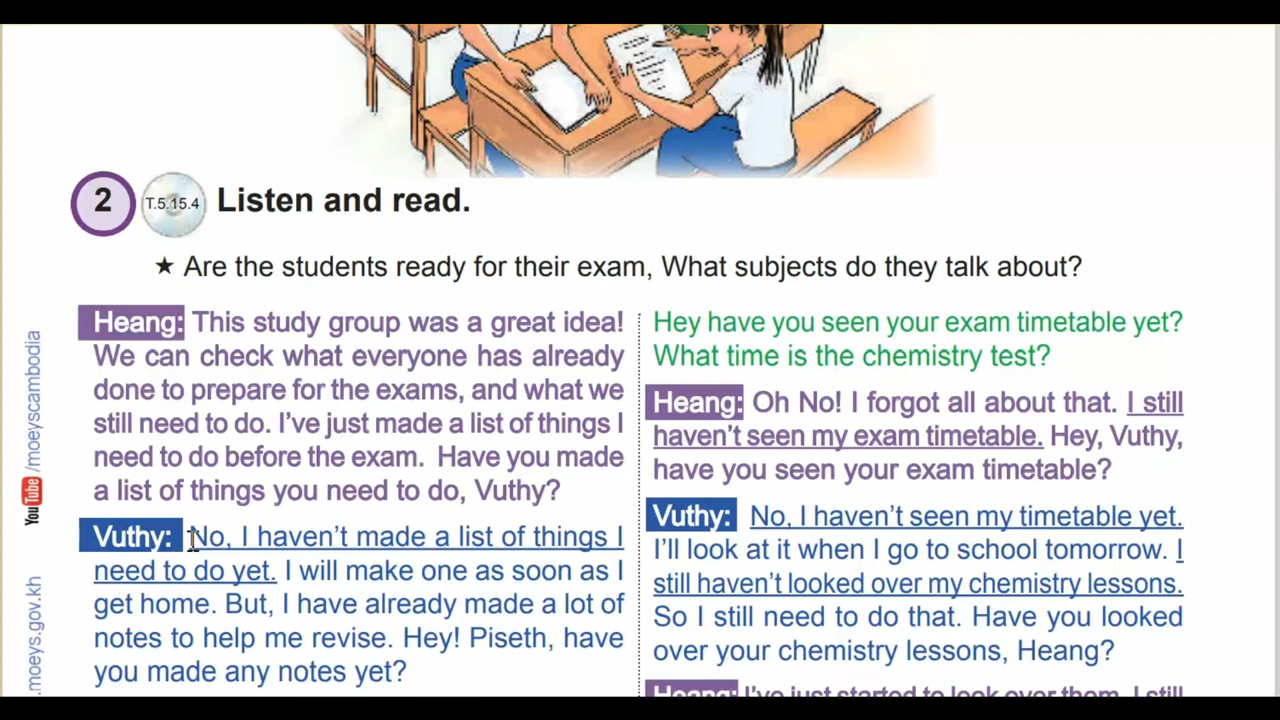 2 T.5.15.4 Listen and read.
★ Are the students ready for their exam, What subjects do they talk about?
Heang: This study group was a great idea!
We can check what everyone has already
done to prepare for the exams, and what we
still need to do. I've just made a list of things I
need to do before the exam. Have you made
a list of things you need to do, Vuthy?
Vuthy: No, I haven't made a list of things I
need to do yet. I will make one as soon as I
get home. But, I have already made a lot of
notes to help me revise. Hey! Piseth, have
you made any notes yet?
Hey have you seen your exam timetable yet?
What time is the chemistry test?
Heang: Oh No! I forgot all about that. I still
haven't seen my exam timetable. Hey, Vuthy,
have you seen your exam timetable?
Vuthy: No, I haven't seen my timetable yet.
I'll look at it when I go to school tomorrow. I
still haven't looked over my chemistry lessons.
So I still need to do that. Have you looked
over your chemistry lessons, Heang?
Heang: I've just started to look over them. I still
YouTube /moeyscambodia
.moeys.gov.kh